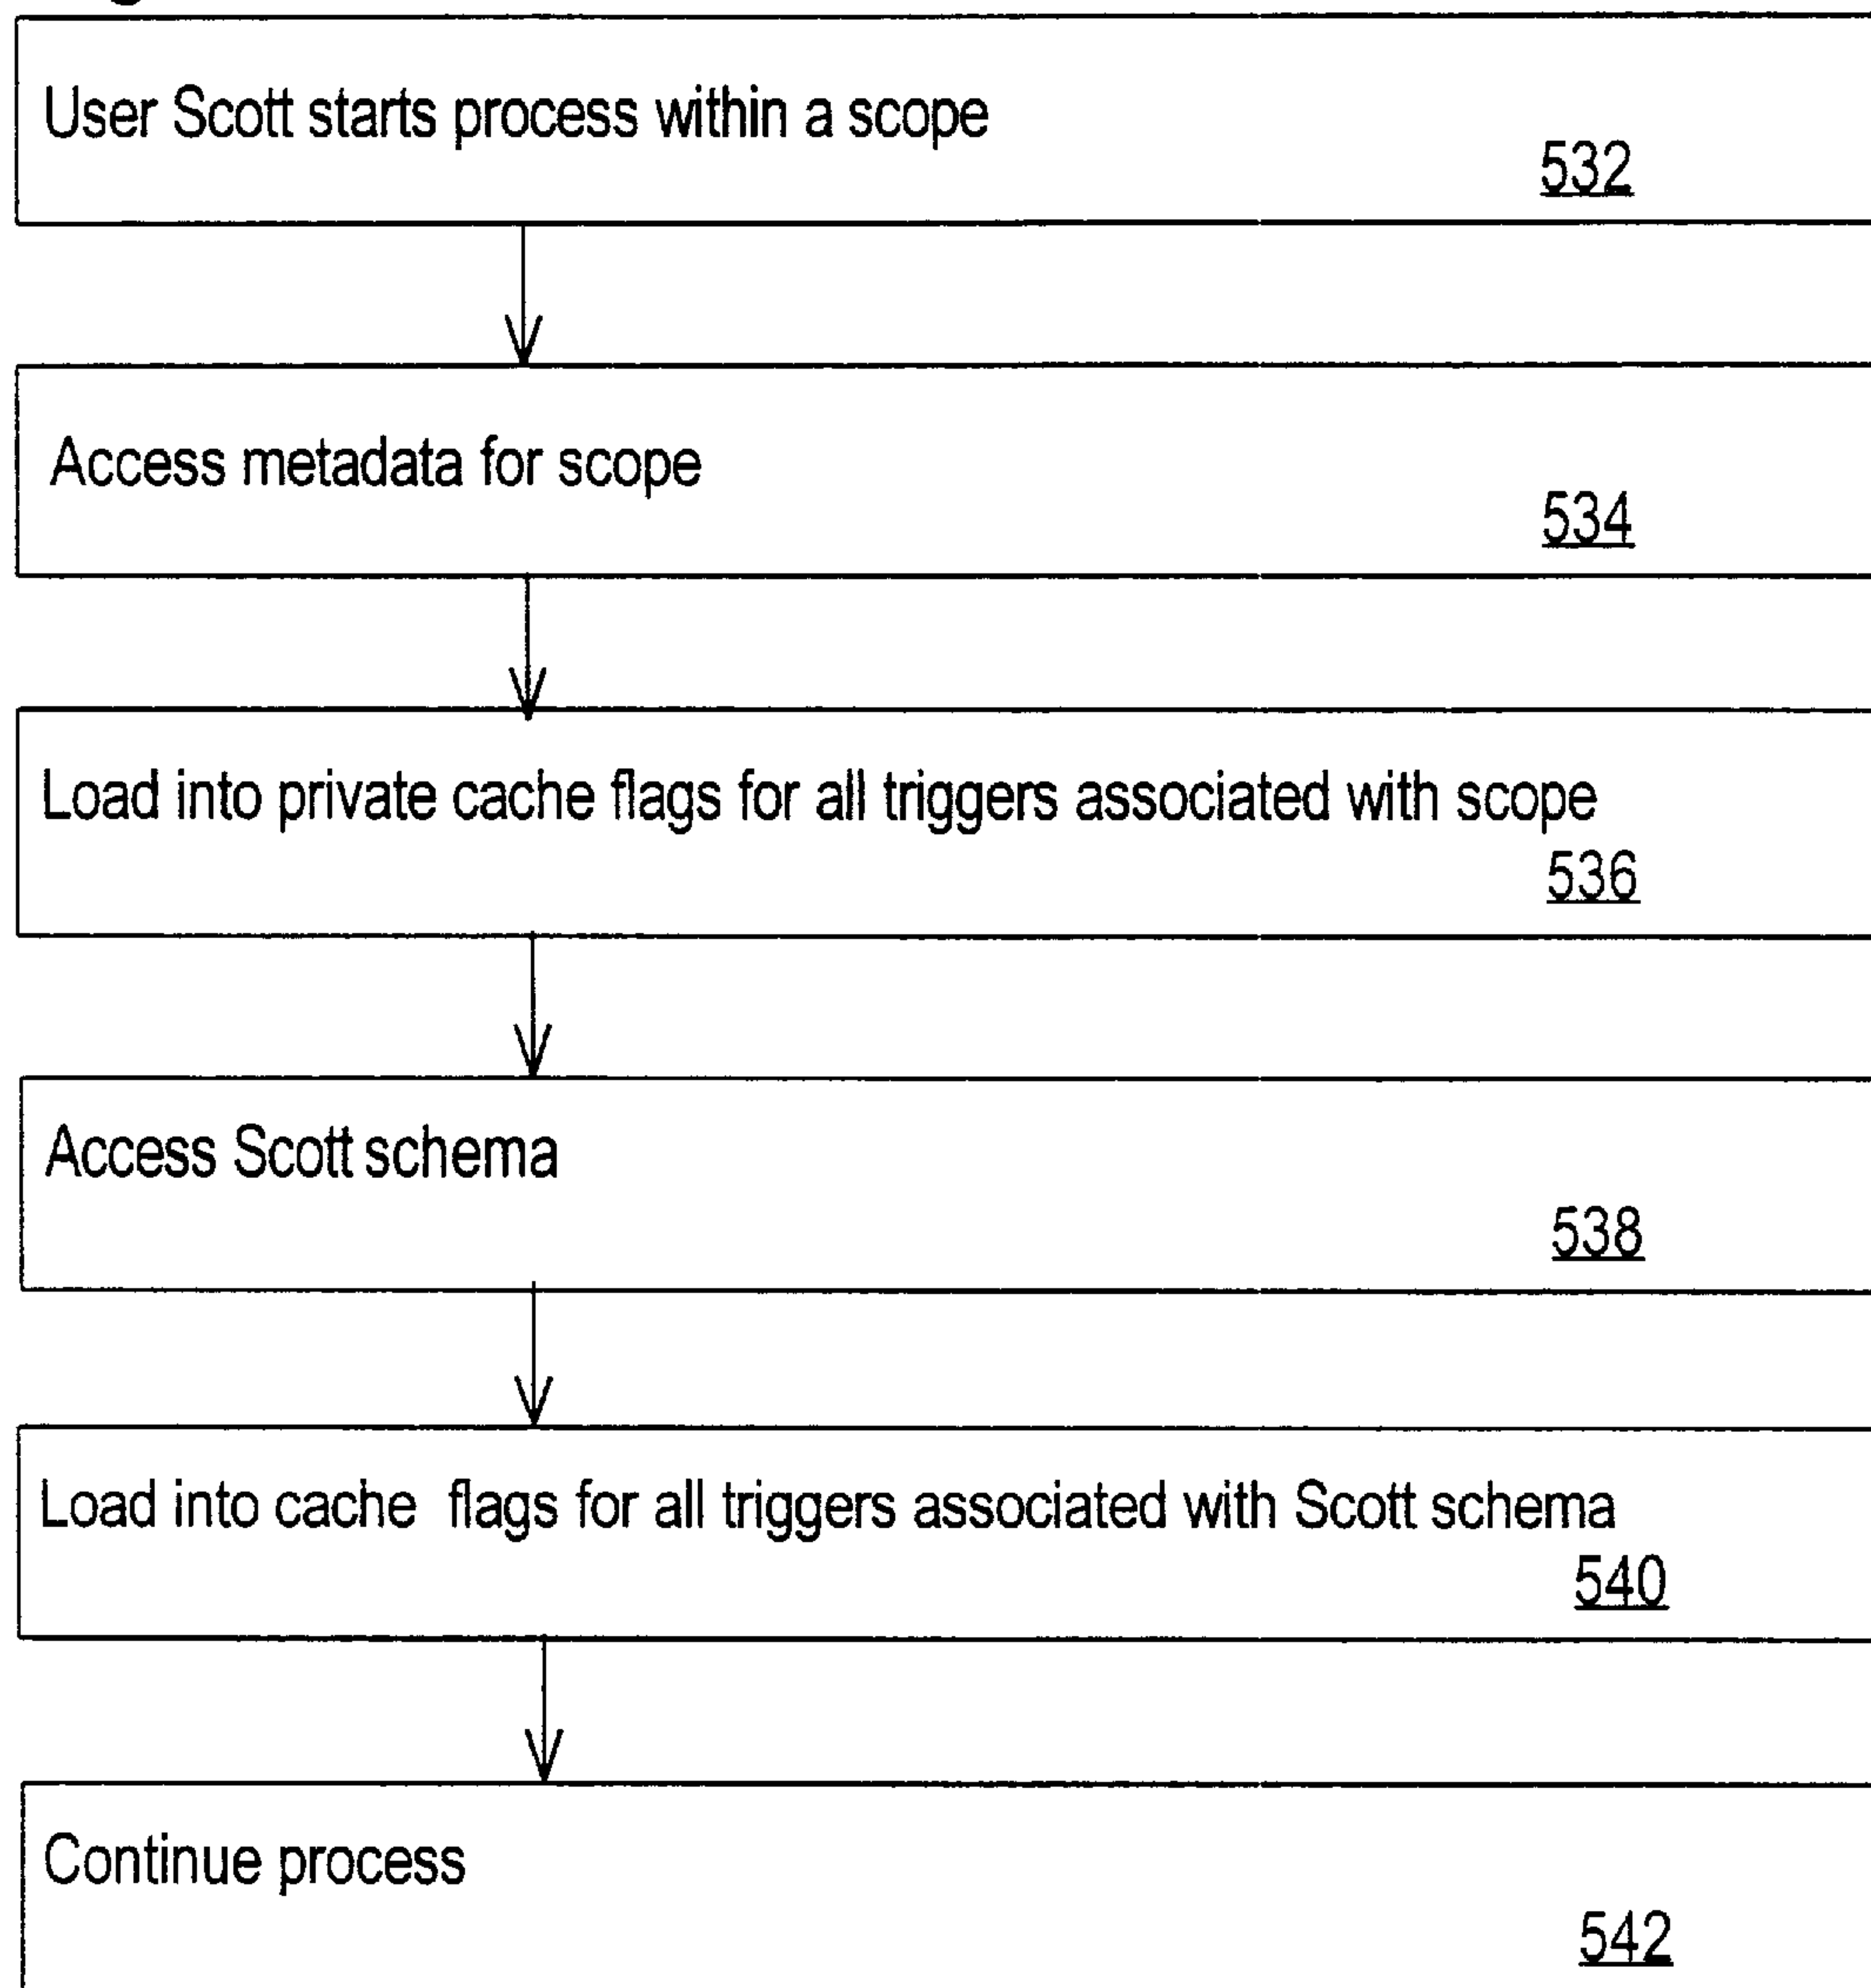 User Scott starts process within a scope
532
Access metadata for scope
534
Load into private cache flags for all triggers associated with scope
536
Access Scott schema
538
Load into cache flags for all triggers associated with Scott schema
540
Continue process
542